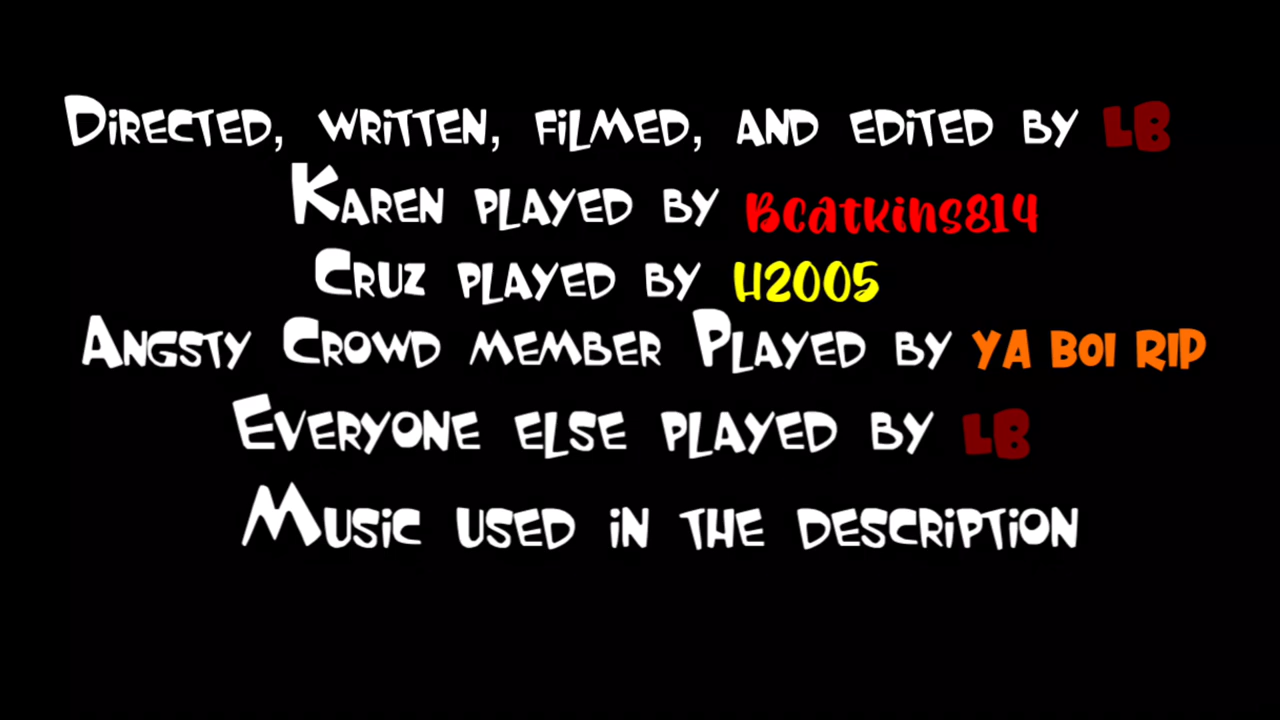 Directed, written, filmed, and edited by LB
Karen played by Bcatkins814
Cruz played by H2005
Angsty Crowd member Played by YA BOI RIP
Everyone else played by LB
Music used in the description